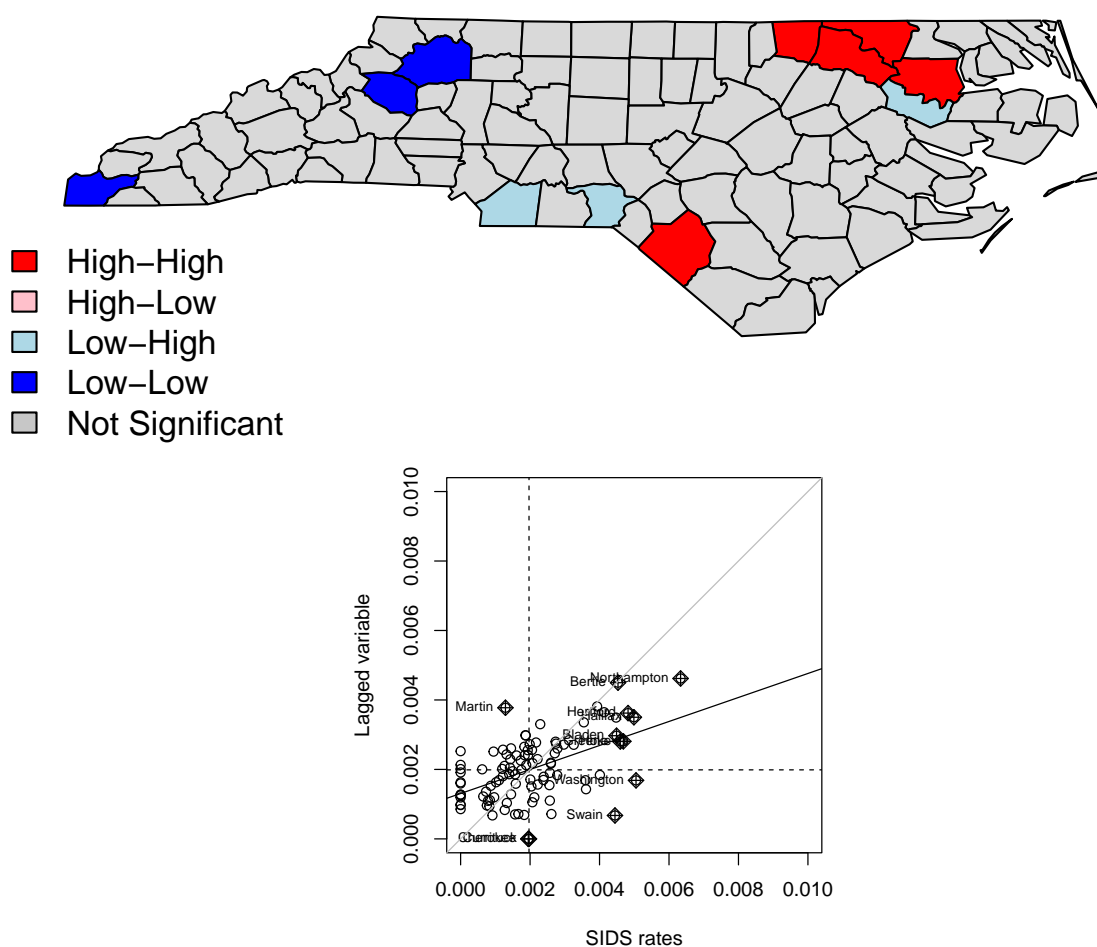 High−High
High−Low
Low−High
Low−Low
Not Significant
0.010
0.008
0.006
0.004
0.002
0.000
Lagged variable
Northampton
Bertie
Martin
Washington
Swain
0.000 0.002 0.004 0.006 0.008 0.010
SIDS rates